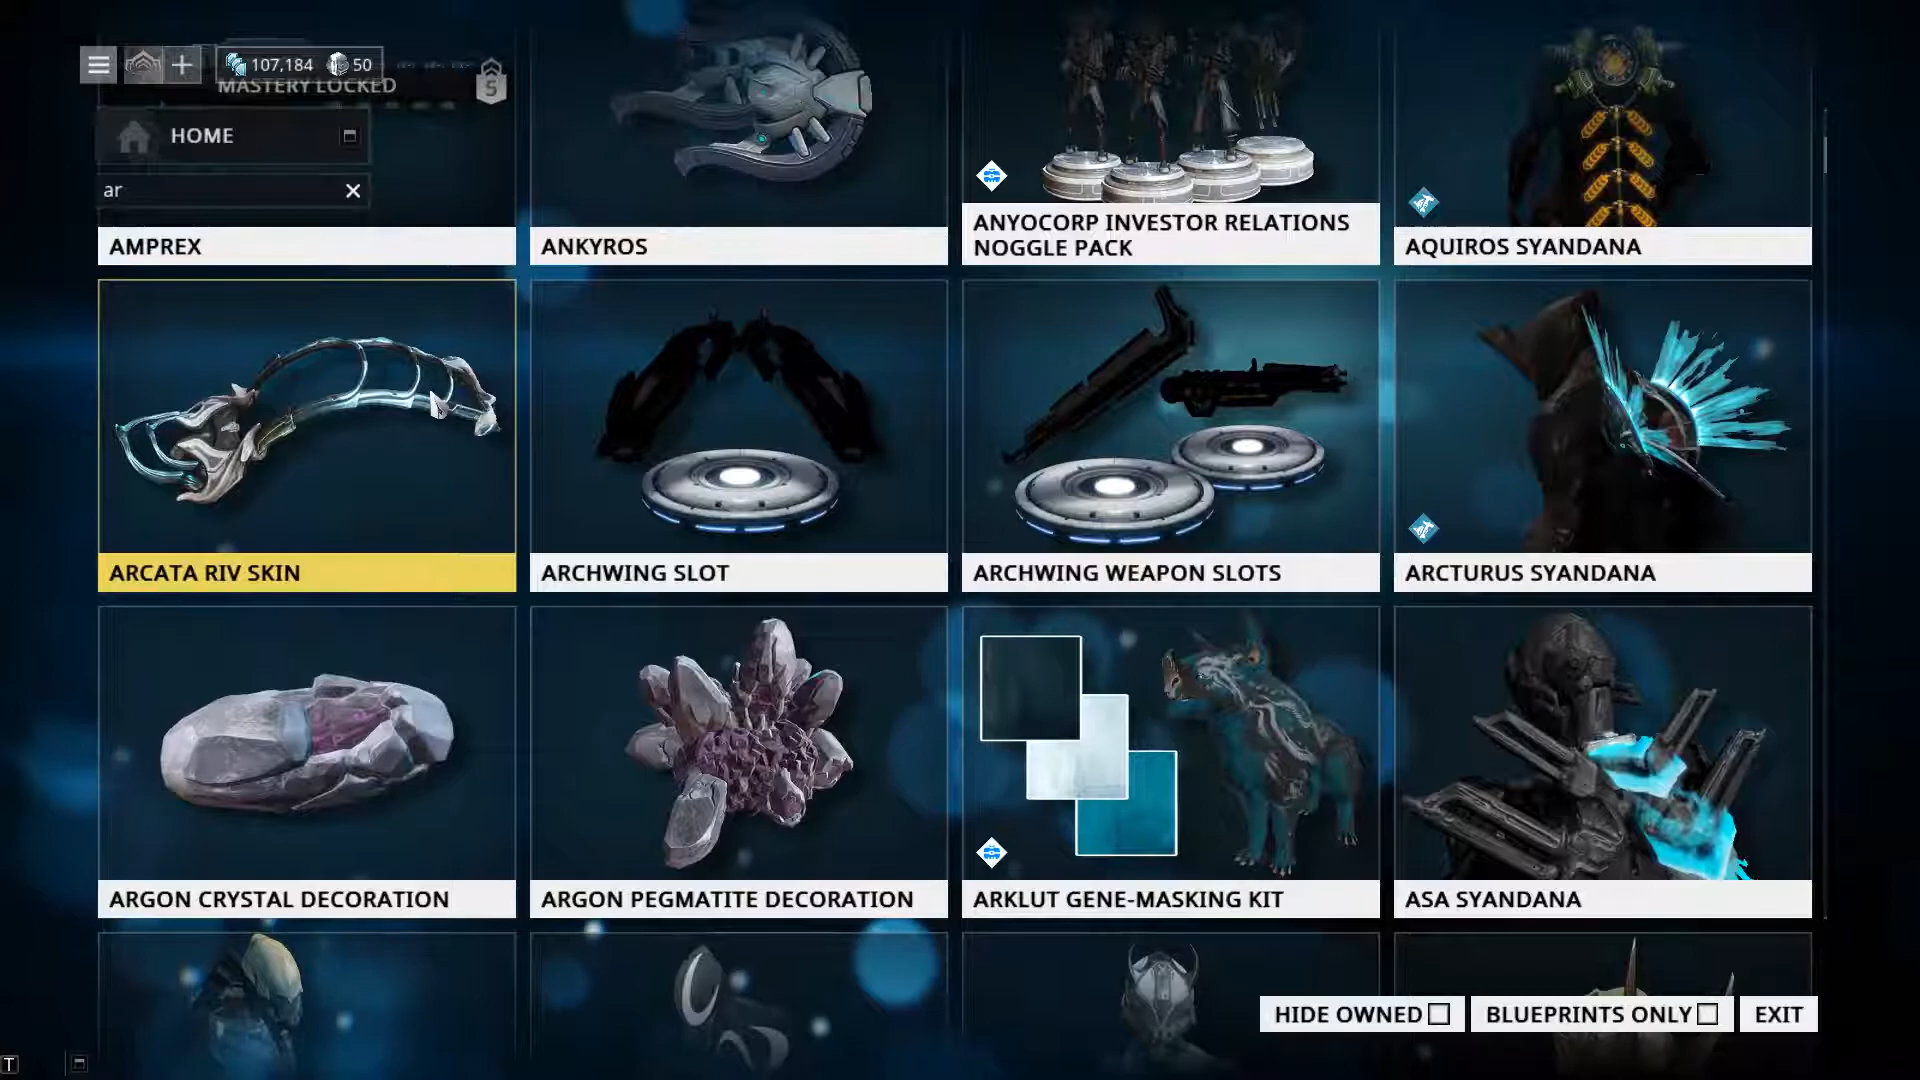 107,184
50
MASTERY LOCKED
5
HOME
ar
AMPREX
ANKYROS
ANYOCORP INVESTOR RELATIONS
NOGGLE PACK
AQUIROS SYANDANA
ARCATA RIV SKIN
ARCHWING SLOT
ARCHWING WEAPON SLOTS
ARCTURUS SYANDANA
ARGON CRYSTAL DECORATION
ARGON PEGMATITE DECORATION
ARKLUT GENE-MASKING KIT
ASA SYANDANA
HIDE OWNED
BLUEPRINTS ONLY
EXIT
T